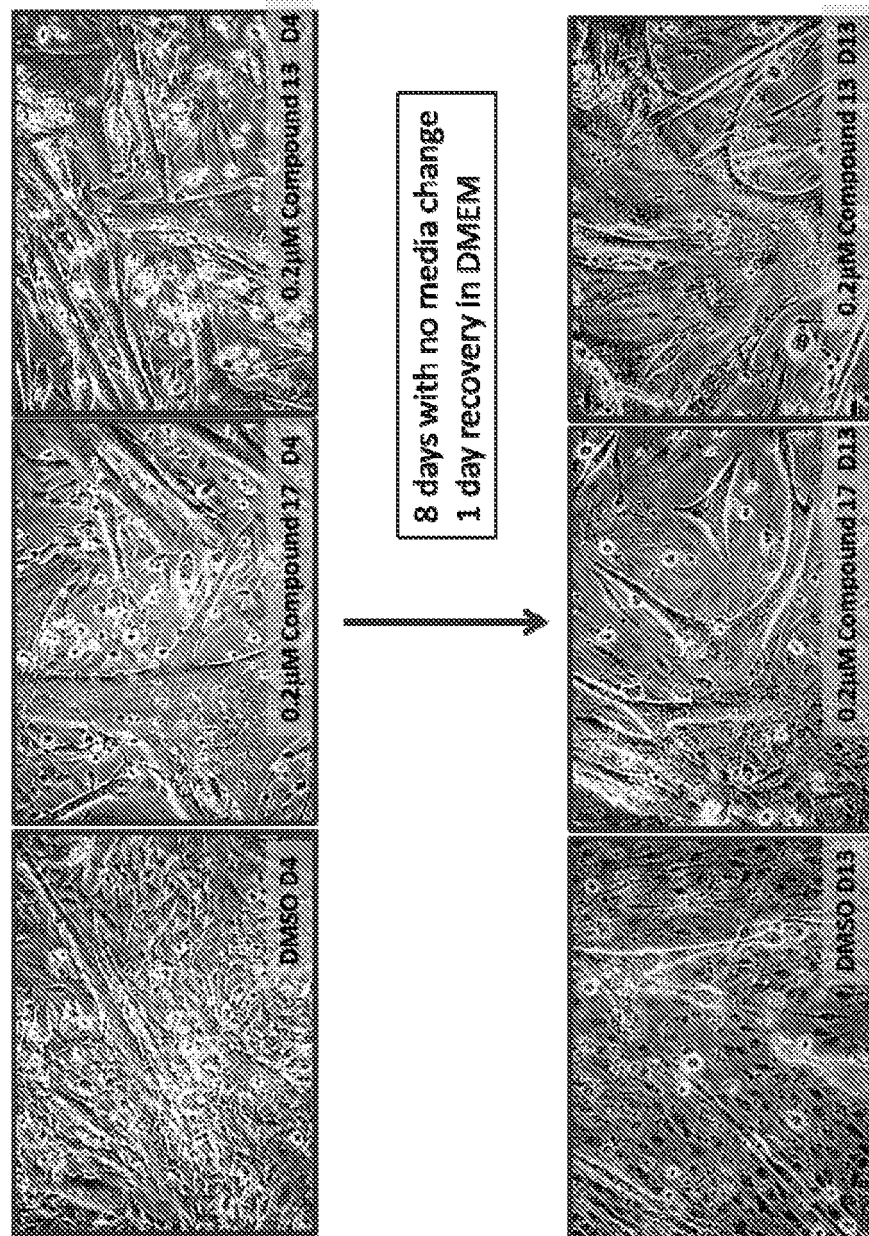 DMSO D4
0.2µM Compound 17 D4
0.2µM Compound 13 D4
8 days with no media change
1 day recovery in DMEM
DMSO D13
0.2µM Compound 17 D13
0.2µM Compound 13 D13